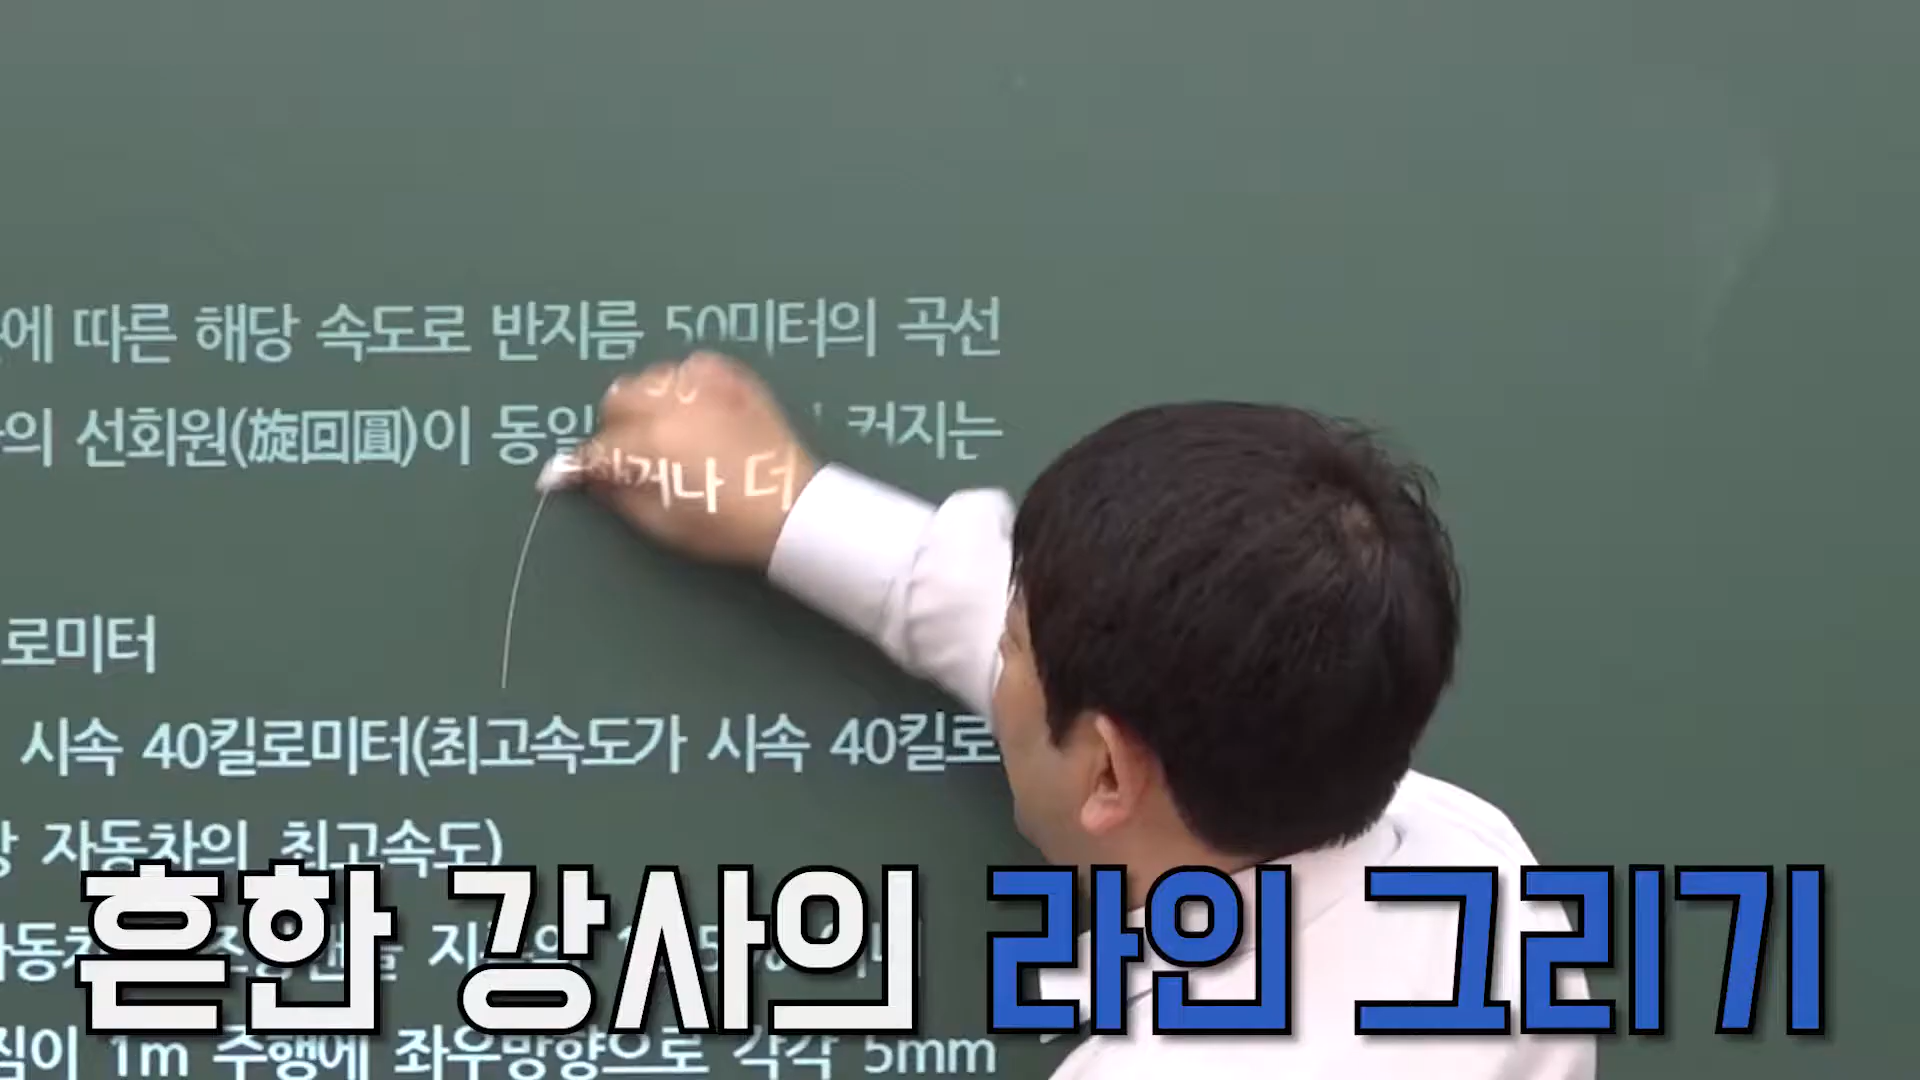 에 따른 해당 속도로 반지름 50미터의 곡선
의 선회원(旋回圓)이 동일하거나 더 커지는
로미터
시속 40킬로미터(최고속도가 시속 40킬로
자동차의 최고속도)
흔한 강사의 라인 그리기
이 1m 주행에 좌우방향으로 각각 5mm